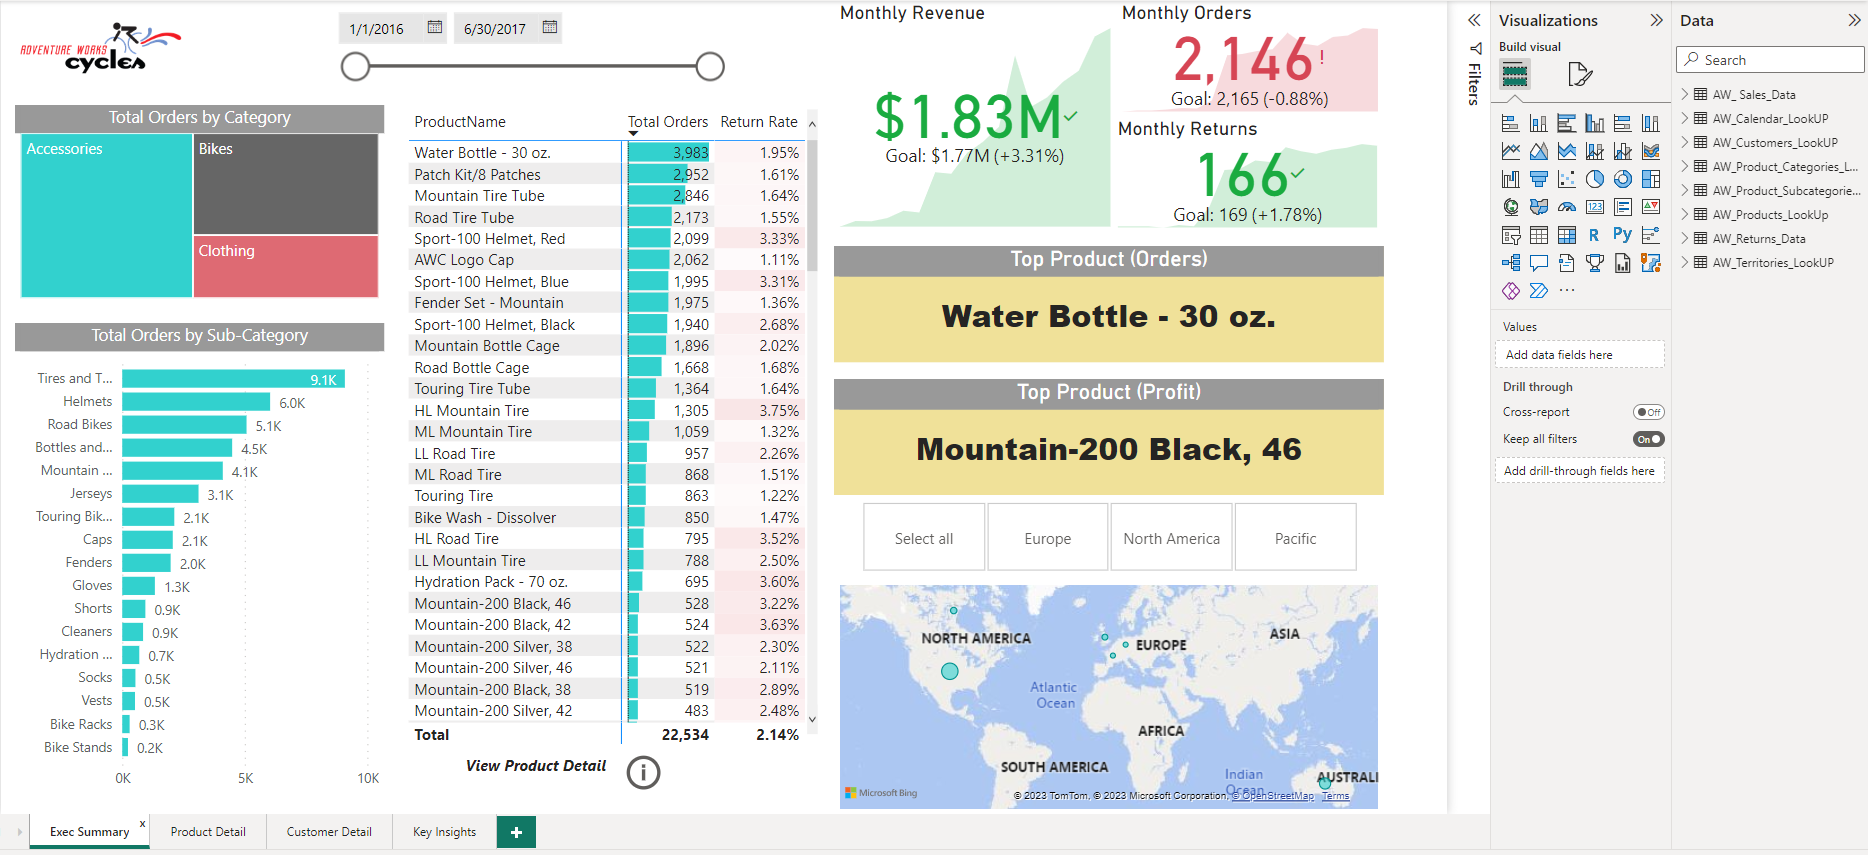 ADVENTURE WORKS
cycles
1/1/2016
6/30/2017
Total Orders by Category
Accessories
Bikes
Clothing
Total Orders by Sub-Category
Tires and T... 9.1K
Helmets 6.0K
Road Bikes 5.1K
Bottles and... 4.5K
Mountain ... 4.1K
Jerseys 3.1K
Touring Bik... 2.1K
Caps 2.1K
Fenders 2.0K
Gloves 1.3K
Shorts 0.9K
Cleaners 0.9K
Hydration ... 0.7K
Socks 0.5K
Vests 0.5K
Bike Racks 0.3K
Bike Stands 0.2K
0K 5K 10K
ProductName Total Orders Return Rate
Water Bottle - 30 oz. 3,983 1.95%
Patch Kit/8 Patches 2,952 1.61%
Mountain Tire Tube 2,846 1.64%
Road Tire Tube 2,173 1.55%
Sport-100 Helmet, Red 2,099 3.33%
AWC Logo Cap 2,062 1.11%
Sport-100 Helmet, Blue 1,995 3.31%
Fender Set - Mountain 1,975 1.36%
Sport-100 Helmet, Black 1,940 2.68%
Mountain Bottle Cage 1,896 2.02%
Road Bottle Cage 1,668 1.68%
Touring Tire Tube 1,364 1.64%
HL Mountain Tire 1,305 3.75%
ML Mountain Tire 1,059 1.32%
LL Road Tire 957 2.26%
ML Road Tire 868 1.51%
Touring Tire 863 1.22%
Bike Wash - Dissolver 850 1.47%
HL Road Tire 795 3.52%
LL Mountain Tire 788 2.50%
Hydration Pack - 70 oz. 695 3.60%
Mountain-200 Black, 46 528 3.22%
Mountain-200 Black, 42 524 3.63%
Mountain-200 Silver, 38 522 2.30%
Mountain-200 Silver, 46 521 2.11%
Mountain-200 Black, 38 519 2.89%
Mountain-200 Silver, 42 483 2.48%
Total 22,534 2.14%
View Product Detail
Monthly Revenue
$1.83M
Goal: $1.77M (+3.31%)
Monthly Orders
2,146!
Goal: 2,165 (-0.88%)
Monthly Returns
166
Goal: 169 (+1.78%)
Top Product (Orders)
Water Bottle - 30 oz.
Top Product (Profit)
Mountain-200 Black, 46
Select all
Europe
North America
Pacific
NORTH AMERICA
EUROPE
ASIA
Atlantic
Ocean
AFRICA
SOUTH AMERICA
Indian
Ocean
AUSTRALI
Microsoft Bing
© 2023 TomTom, © 2023 Microsoft Corporation, © OpenStreetMap Terms
Exec Summary x
Product Detail
Customer Detail
Key Insights
+
Filters
Visualizations
Build visual
123
R
Py
...
Values
Add data fields here
Drill through
Cross-report Off
Keep all filters On
Add drill-through fields here
Data
Search
AW_ Sales_Data
AW_Calendar_LookUP
AW_Customers_LookUP
AW_Product_Categories_L...
AW_Product_Subcategorie...
AW_Products_LookUp
AW_Returns_Data
AW_Territories_LookUP